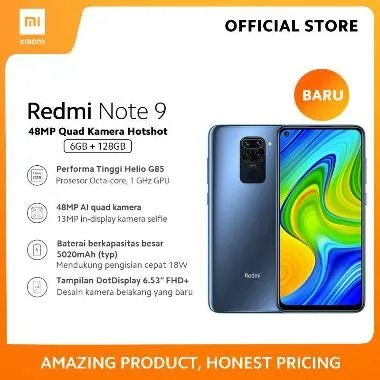 mi
xiaomi
OFFICIAL STORE
BARU
Redmi Note 9
48MP Quad Kamera Hotshot
6GB + 128GB
Performa Tinggi Helio G85
Prosesor Octa-core, 1 GHz GPU
48MP AI quad kamera
13MP in-display kamera selfie
Baterai berkapasitas besar
5020mAh (typ)
Mendukung pengisian cepat 18W
Tampilan DotDisplay 6.53” FHD+
Desain kamera belakang yang baru
Redmi
AMAZING PRODUCT, HONEST PRICING